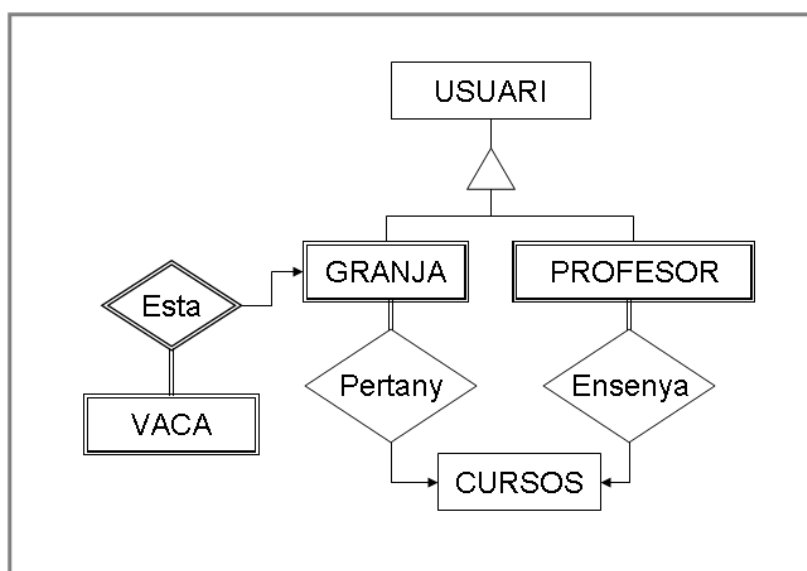 USUARI
GRANJA
PROFESOR
Esta
Pertany
Ensenya
VACA
CURSOS